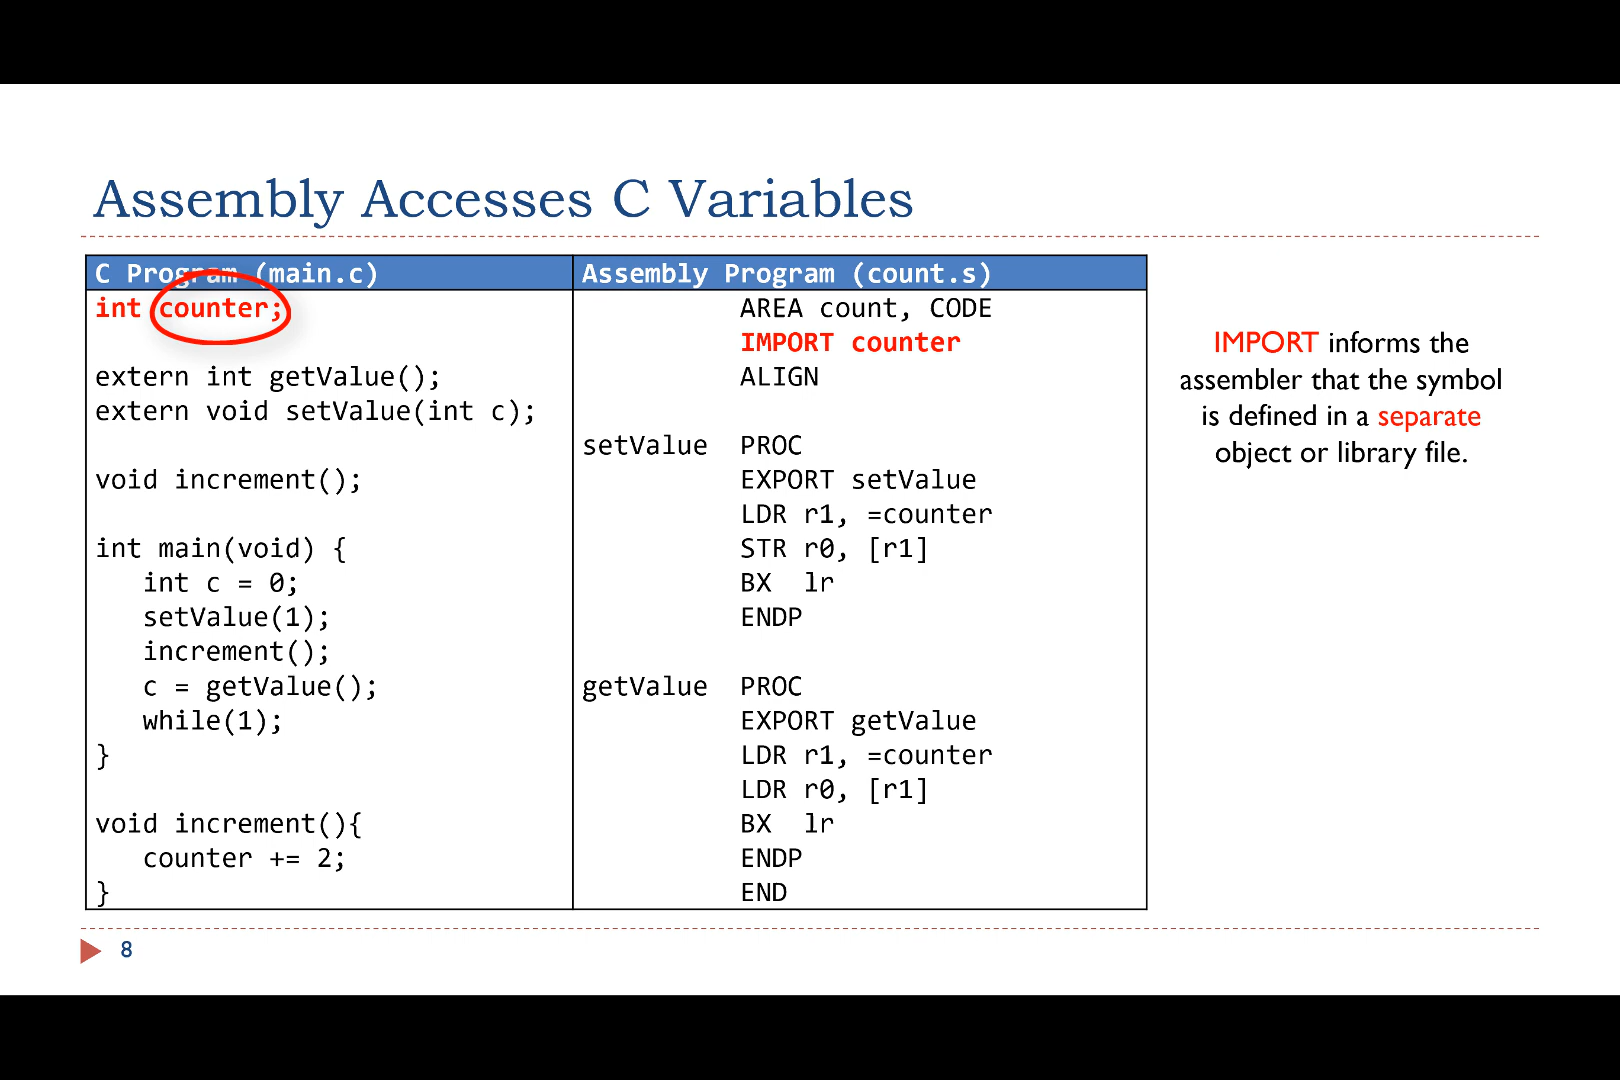 Assembly Accesses C Variables
C Program (main.c)
int counter;
extern int getValue();
extern void setValue(int c);
void increment();
int main(void) {
int c = 0;
setValue(1);
increment();
c = getValue();
while(1);
}
void increment(){
counter += 2;
}
Assembly Program (count.s)
AREA count, CODE
IMPORT counter
ALIGN
setValue PROC
EXPORT setValue
LDR r1, =counter
STR r0, [r1]
BX lr
ENDP
getValue PROC
EXPORT getValue
LDR r1, =counter
LDR r0, [r1]
BX lr
ENDP
END
IMPORT informs the
assembler that the symbol
is defined in a separate
object or library file.
8